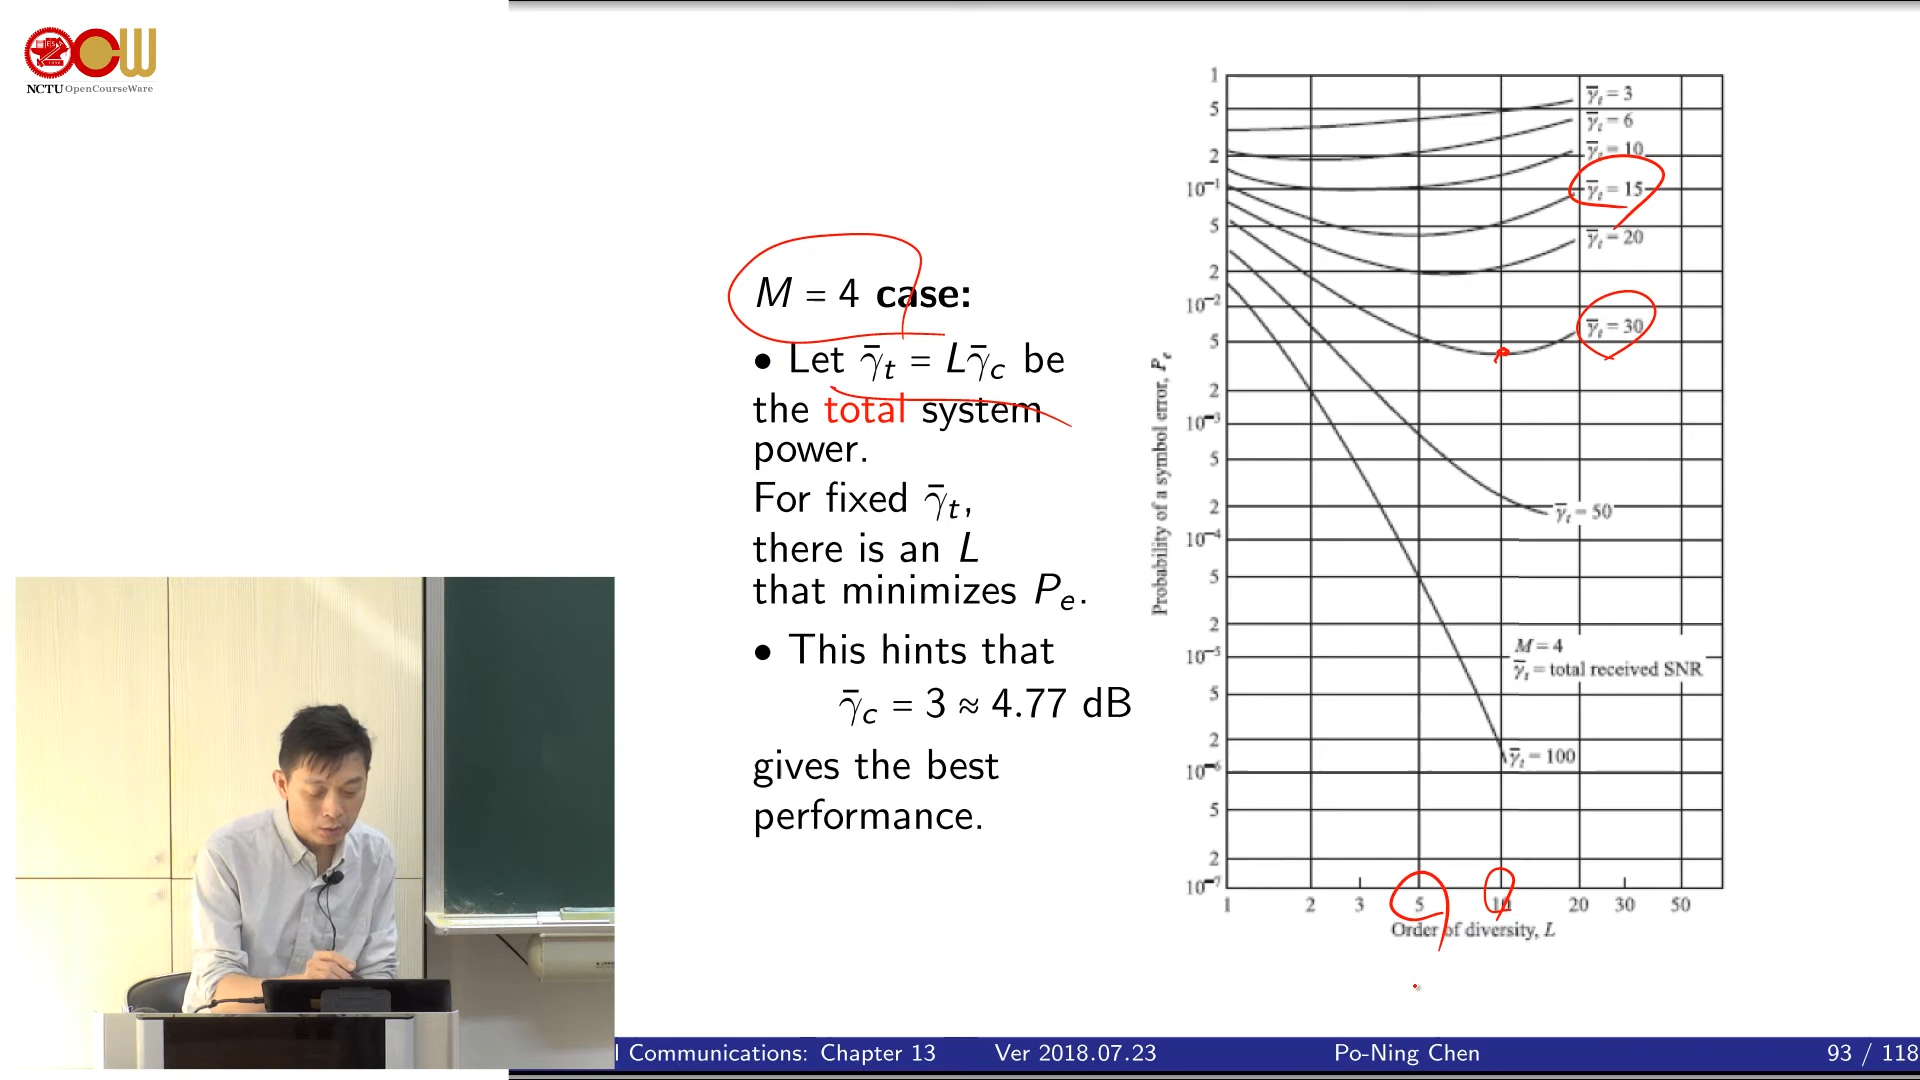 NCTU OpenCourseWare
M = 4 case:
• Let γ̄t = Lγ̄c be
the total system
power.
For fixed γ̄t,
there is an L
that minimizes Pe.
• This hints that
γ̄c = 3 ≈ 4.77 dB
gives the best
performance.
Probability of a symbol error, Pe
1
5
2
10⁻¹
5
2
10⁻²
5
2
10⁻³
5
2
10⁻⁴
5
2
10⁻⁵
5
2
10⁻⁶
5
2
10⁻⁷
γ̄t = 3
γ̄t = 6
γ̄t = 10
γ̄t = 15
γ̄t = 20
γ̄t = 30
γ̄t = 50
M = 4
γ̄t = total received SNR
γ̄t = 100
1 2 3 5 10 20 30 50
Order of diversity, L
l Communications: Chapter 13 Ver 2018.07.23 Po-Ning Chen 93 / 118